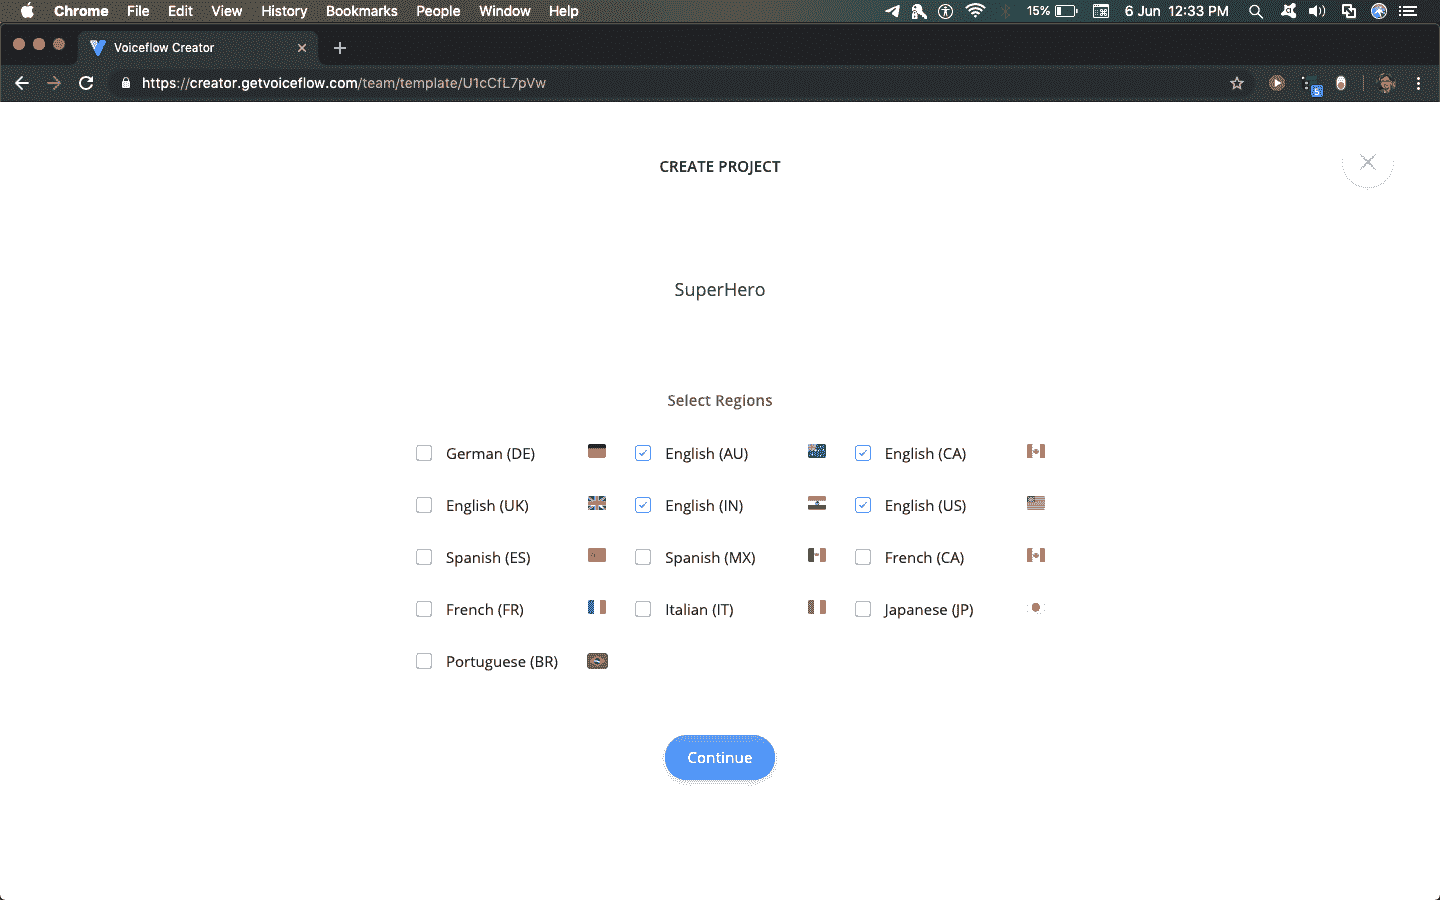 Chrome File Edit View History Bookmarks People Window Help 15% 6 Jun 12:33 PM
Voiceflow Creator
https://creator.getvoiceflow.com/team/template/U1cCfL7pVw
5
CREATE PROJECT
SuperHero
Select Regions
German (DE) English (AU) English (CA)
English (UK) English (IN) English (US)
Spanish (ES) Spanish (MX) French (CA)
French (FR) Italian (IT) Japanese (JP)
Portuguese (BR)
Continue